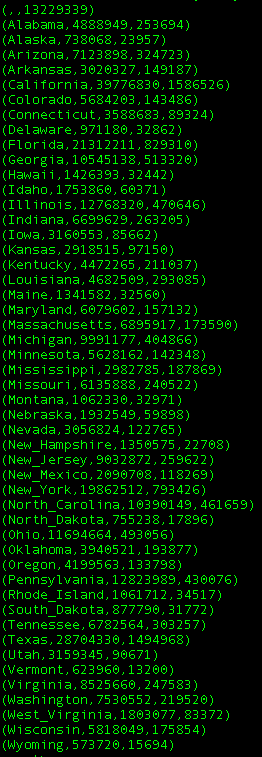 (,,13229339)
(Alabama,4888949,253694)
(Alaska,738068,23957)
(Arizona,7123898,324723)
(Arkansas,3020327,149187)
(California,39776830,1586526)
(Colorado,5684203,143486)
(Connecticut,3588683,89324)
(Delaware,971180,32862)
(Florida,21312211,829310)
(Georgia,10545138,513320)
(Hawaii,1426393,32442)
(Idaho,1753860,60371)
(Illinois,12768320,470646)
(Indiana,6699629,263205)
(Iowa,3160553,85662)
(Kansas,2918515,97150)
(Kentucky,4472265,211037)
(Louisiana,4682509,293085)
(Maine,1341582,32560)
(Maryland,6079602,157132)
(Massachusetts,6895917,173590)
(Michigan,9991177,404866)
(Minnesota,5628162,142348)
(Mississippi,2982785,187869)
(Missouri,6135888,240522)
(Montana,1062330,32971)
(Nebraska,1932549,59898)
(Nevada,3056824,122765)
(New_Hampshire,1350575,22708)
(New_Jersey,9032872,259622)
(New_Mexico,2090708,118269)
(New_York,19862512,793426)
(North_Carolina,10390149,461659)
(North_Dakota,755238,17896)
(Ohio,11694664,493056)
(Oklahoma,3940521,193877)
(Oregon,4199563,133798)
(Pennsylvania,12823989,430076)
(Rhode_Island,1061712,34517)
(South_Dakota,877790,31772)
(Tennessee,6782564,303257)
(Texas,28704330,1494968)
(Utah,3159345,90671)
(Vermont,623960,13200)
(Virginia,8525660,247583)
(Washington,7530552,219520)
(West_Virginia,1803077,83372)
(Wisconsin,5818049,175854)
(Wyoming,573720,15694)